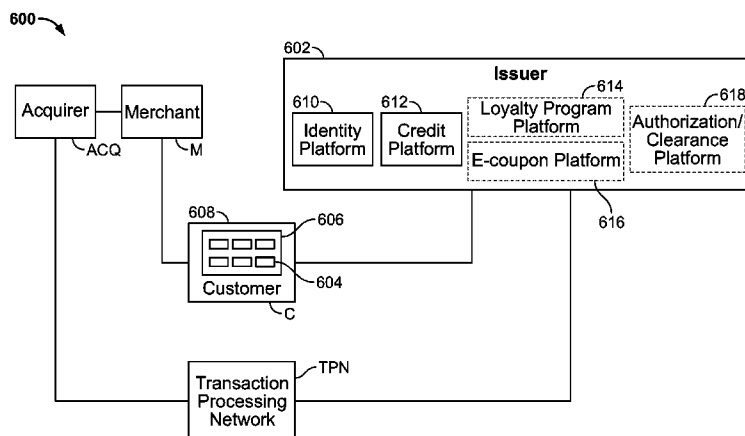 600
602
Issuer
614
618
610
612
Loyalty Program
Platform
Authorization/
Clearance
Platform
Identity
Platform
Credit
Platform
E-coupon Platform
616
Acquirer
Merchant
ACQ
M
608
606
604
Customer
C
TPN
Transaction
Processing
Network